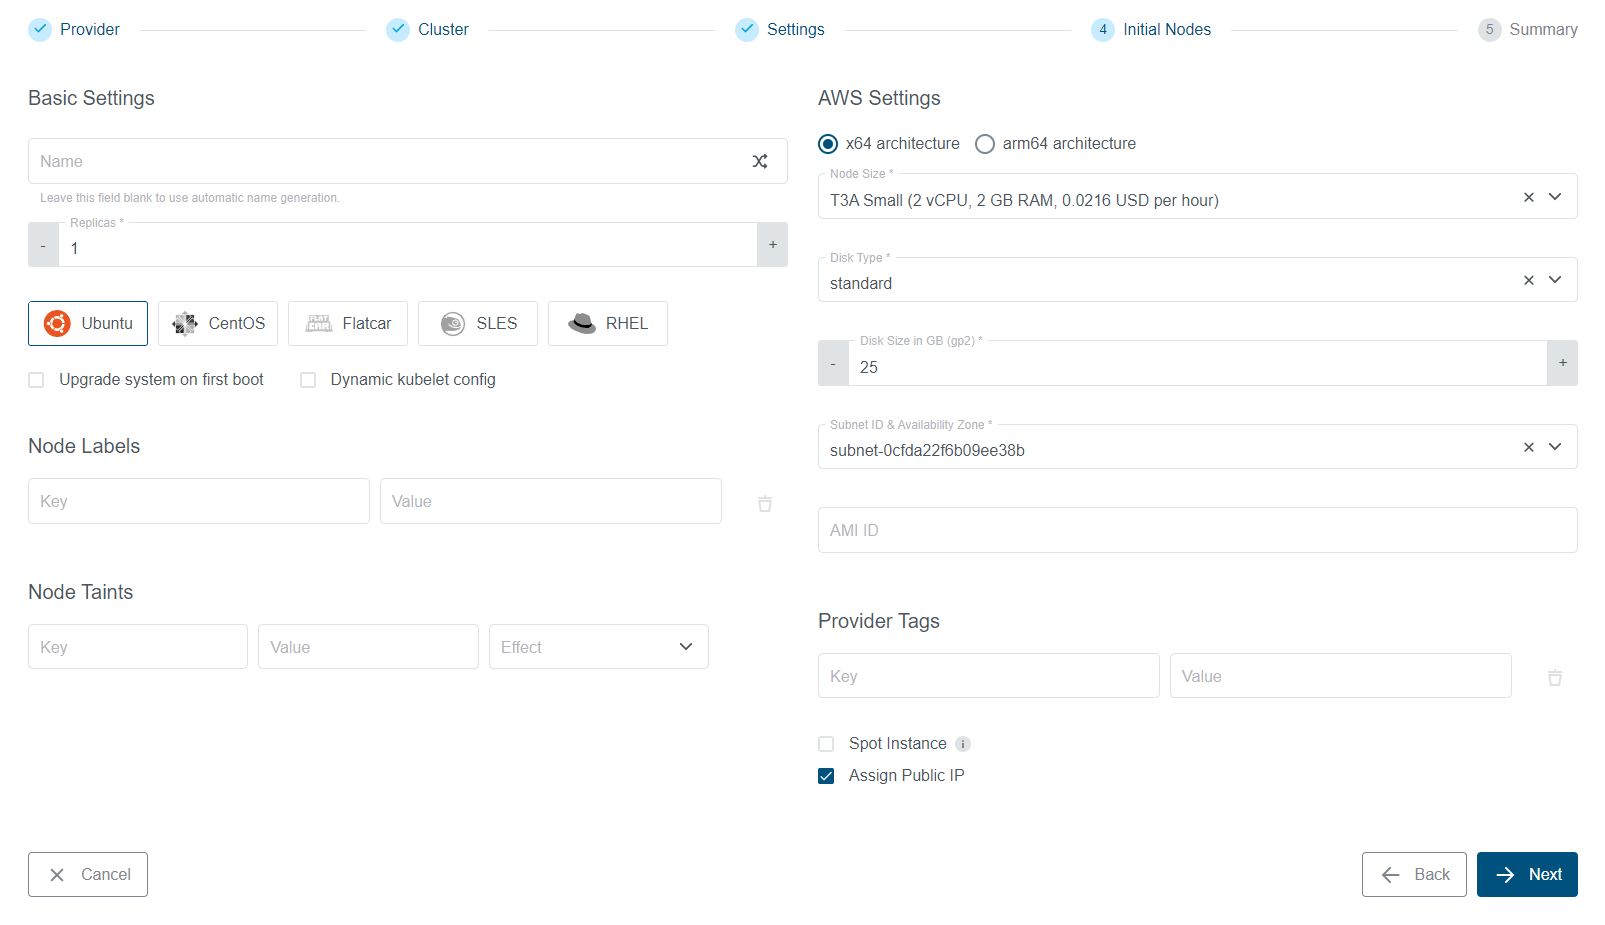 Provider
Cluster
Settings
4 Initial Nodes
5 Summary
Basic Settings
Name
Leave this field blank to use automatic name generation.
Replicas *
- 1 +
Ubuntu
CentOS
FLAT CAR Flatcar
SLES
RHEL
Upgrade system on first boot
Dynamic kubelet config
Node Labels
Key
Value
Node Taints
Key
Value
Effect
AWS Settings
x64 architecture
arm64 architecture
Node Size *
T3A Small (2 vCPU, 2 GB RAM, 0.0216 USD per hour)
Disk Type *
standard
Disk Size in GB (gp2) *
- 25 +
Subnet ID & Availability Zone *
subnet-0cfda22f6b09ee38b
AMI ID
Provider Tags
Key
Value
Spot Instance i
Assign Public IP
Cancel
Back
Next